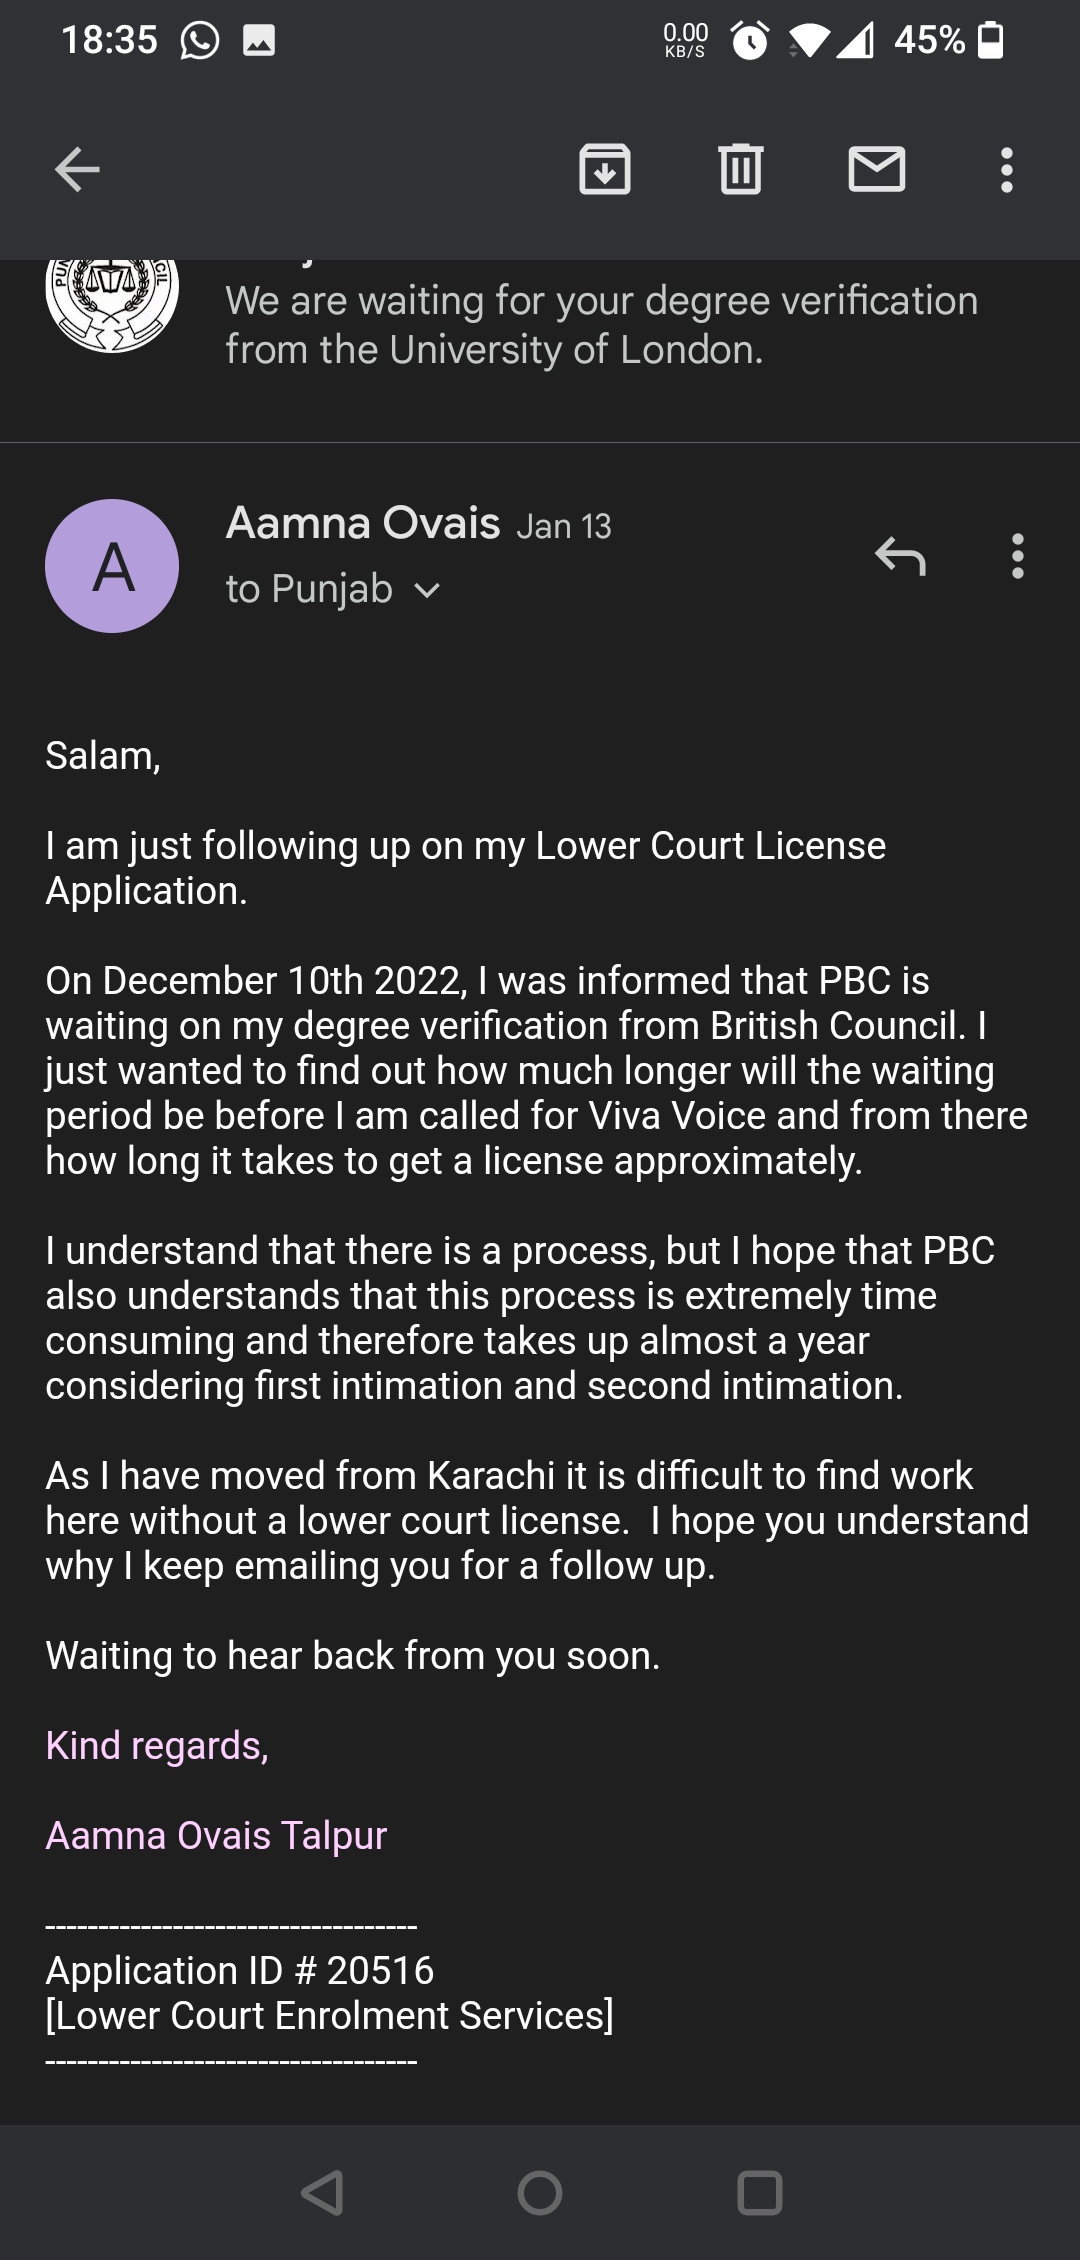 18:35
0.00
KB/S
45%
PUN
CIL
We are waiting for your degree verification
from the University of London.
A
Aamna Ovais Jan 13
to Punjab
Salam,
I am just following up on my Lower Court License
Application.
On December 10th 2022, I was informed that PBC is
waiting on my degree verification from British Council. I
just wanted to find out how much longer will the waiting
period be before I am called for Viva Voice and from there
how long it takes to get a license approximately.
I understand that there is a process, but I hope that PBC
also understands that this process is extremely time
consuming and therefore takes up almost a year
considering first intimation and second intimation.
As I have moved from Karachi it is difficult to find work
here without a lower court license.  I hope you understand
why I keep emailing you for a follow up.
Waiting to hear back from you soon.
Kind regards,
Aamna Ovais Talpur
-----------------------------------
Application ID # 20516
[Lower Court Enrolment Services]
-----------------------------------